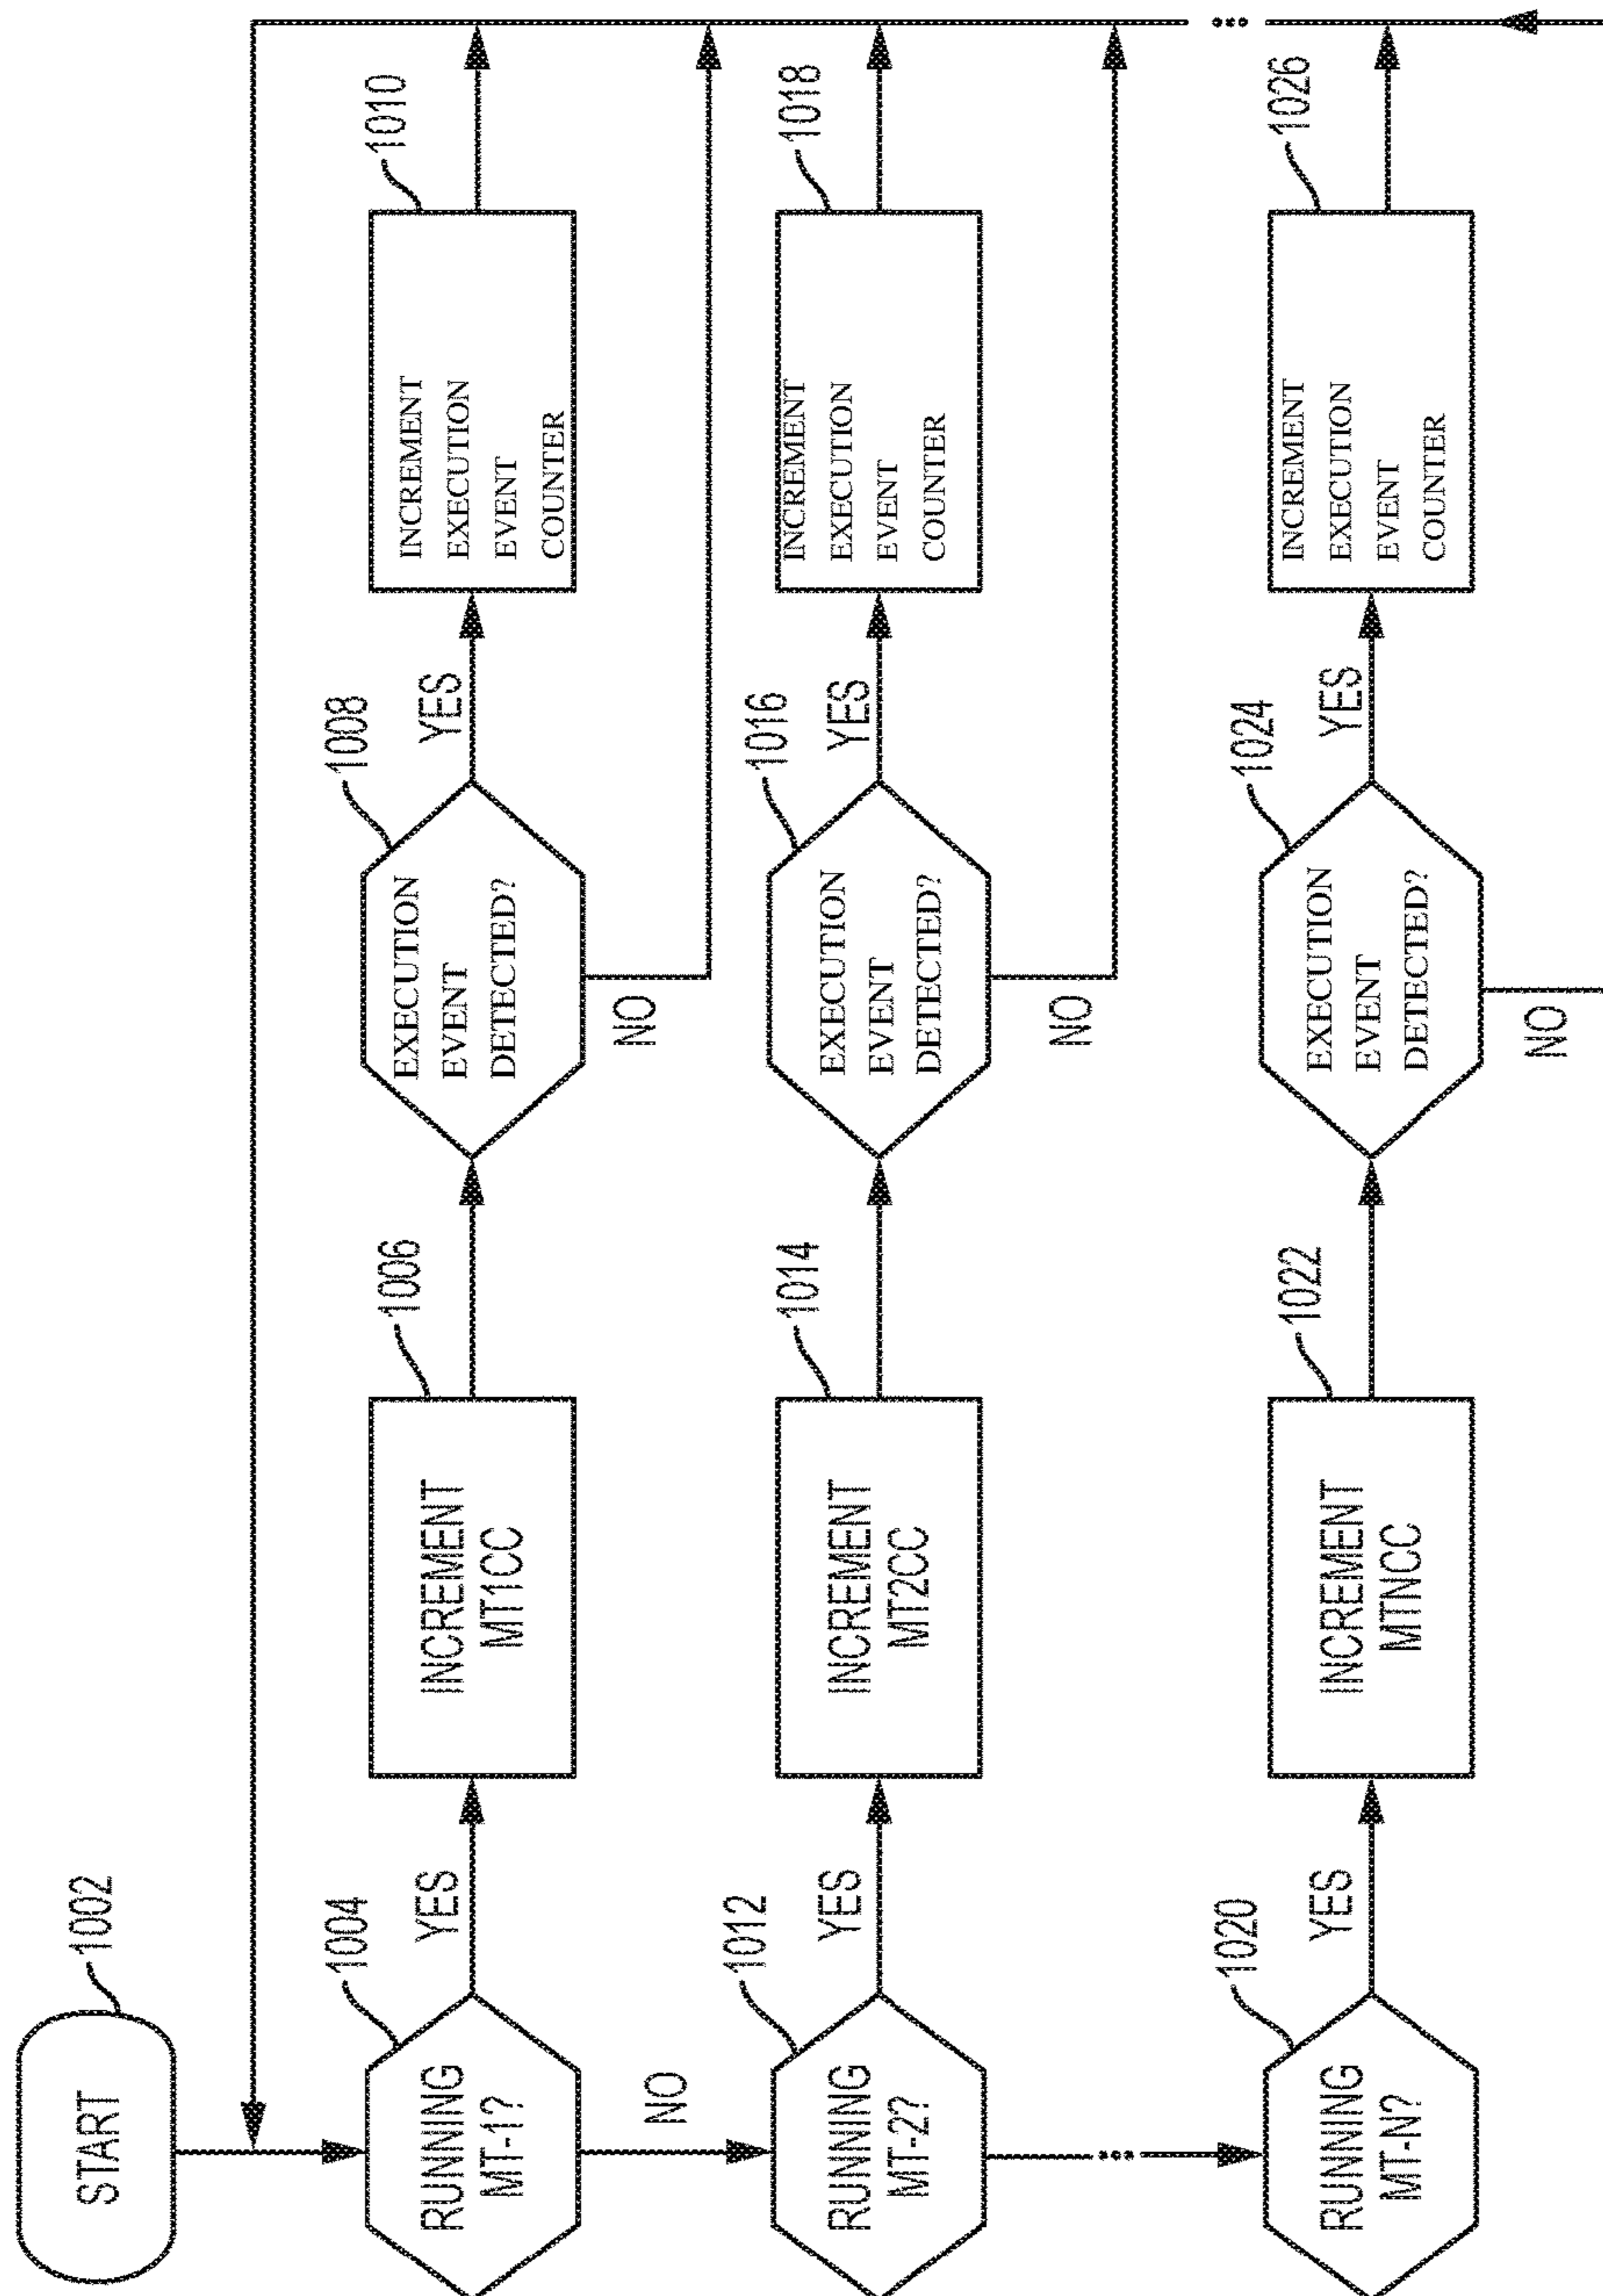 START
1002
RUNNING
MT-1?
1004
YES
INCREMENT
MT1CC
1006
EXECUTION
EVENT
DETECTED?
1008
YES
INCREMENT
EXECUTION
EVENT
COUNTER
1010
NO
NO
RUNNING
MT-2?
1012
YES
INCREMENT
MT2CC
1014
EXECUTION
EVENT
DETECTED?
1016
YES
INCREMENT
EXECUTION
EVENT
COUNTER
1018
NO
...
...
RUNNING
MT-N?
1020
YES
INCREMENT
MTNCC
1022
EXECUTION
EVENT
DETECTED?
1024
YES
INCREMENT
EXECUTION
EVENT
COUNTER
1026
NO